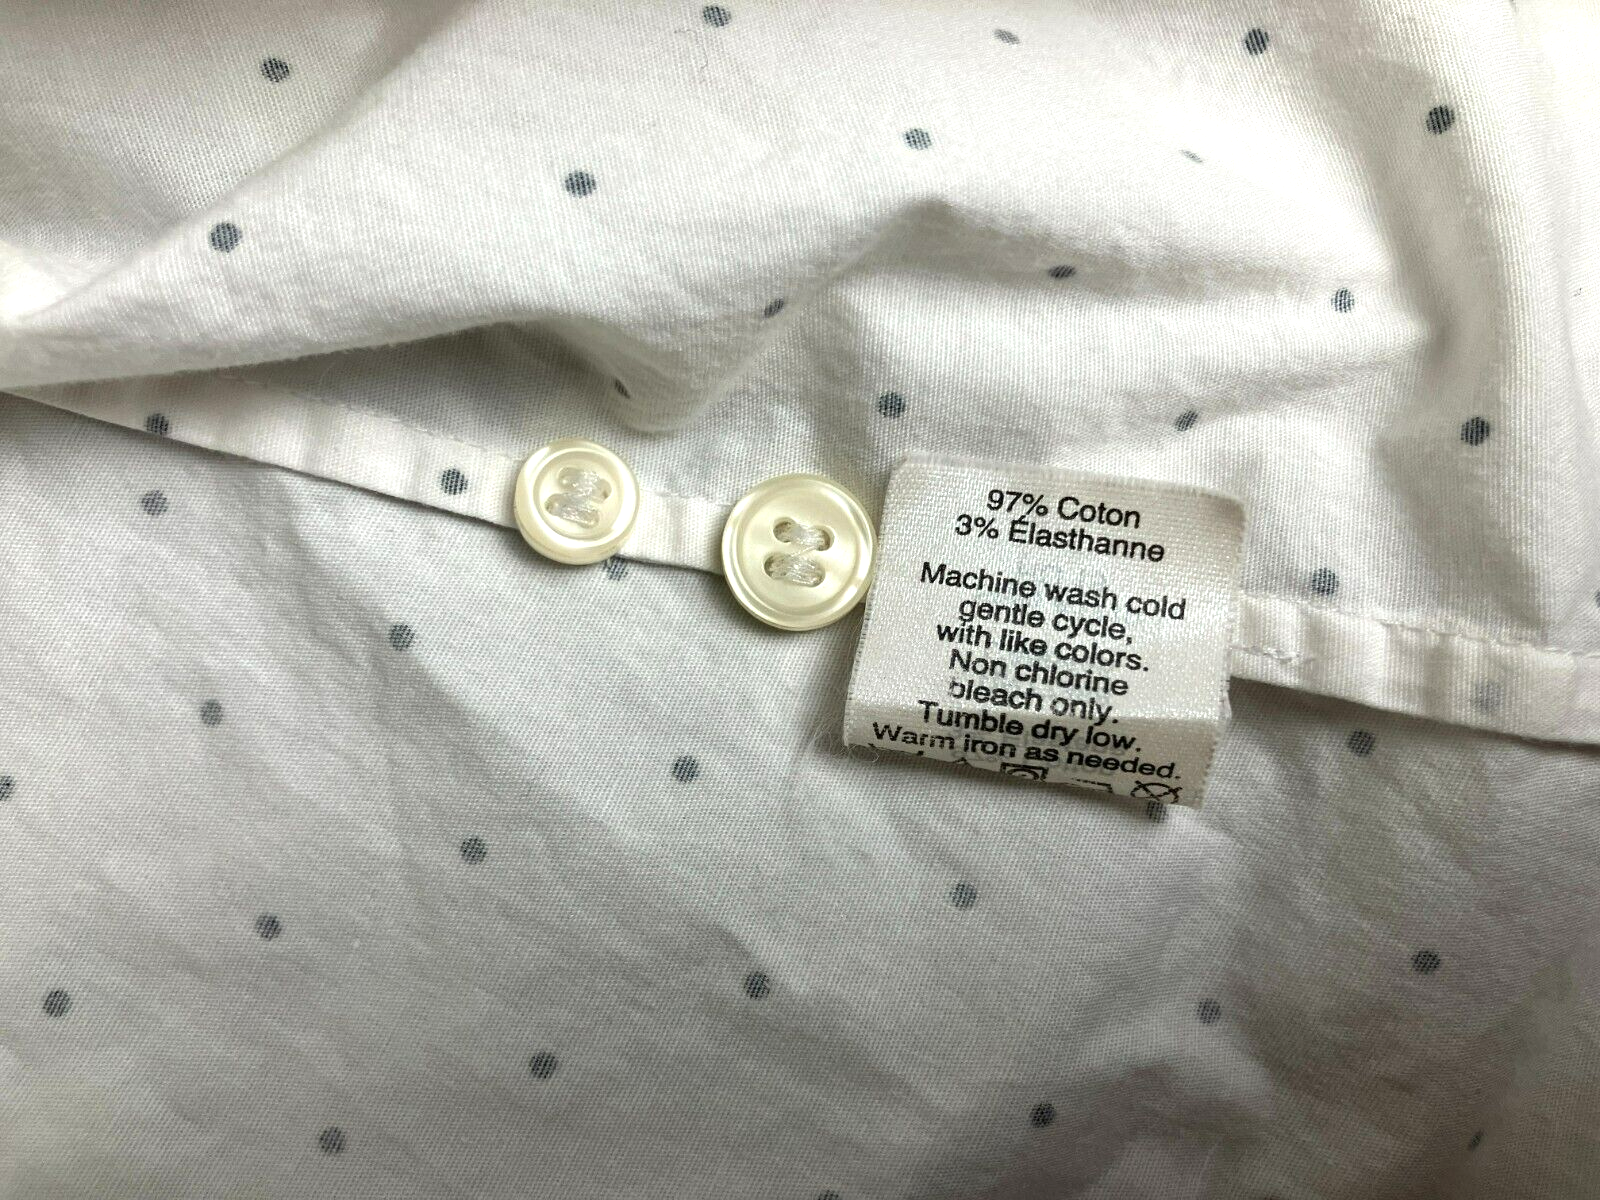 97% Coton
3% Élasthanne
Machine wash cold
gentle cycle,
with like colors.
Non chlorine
bleach only.
Tumble dry low.
Warm iron as needed.